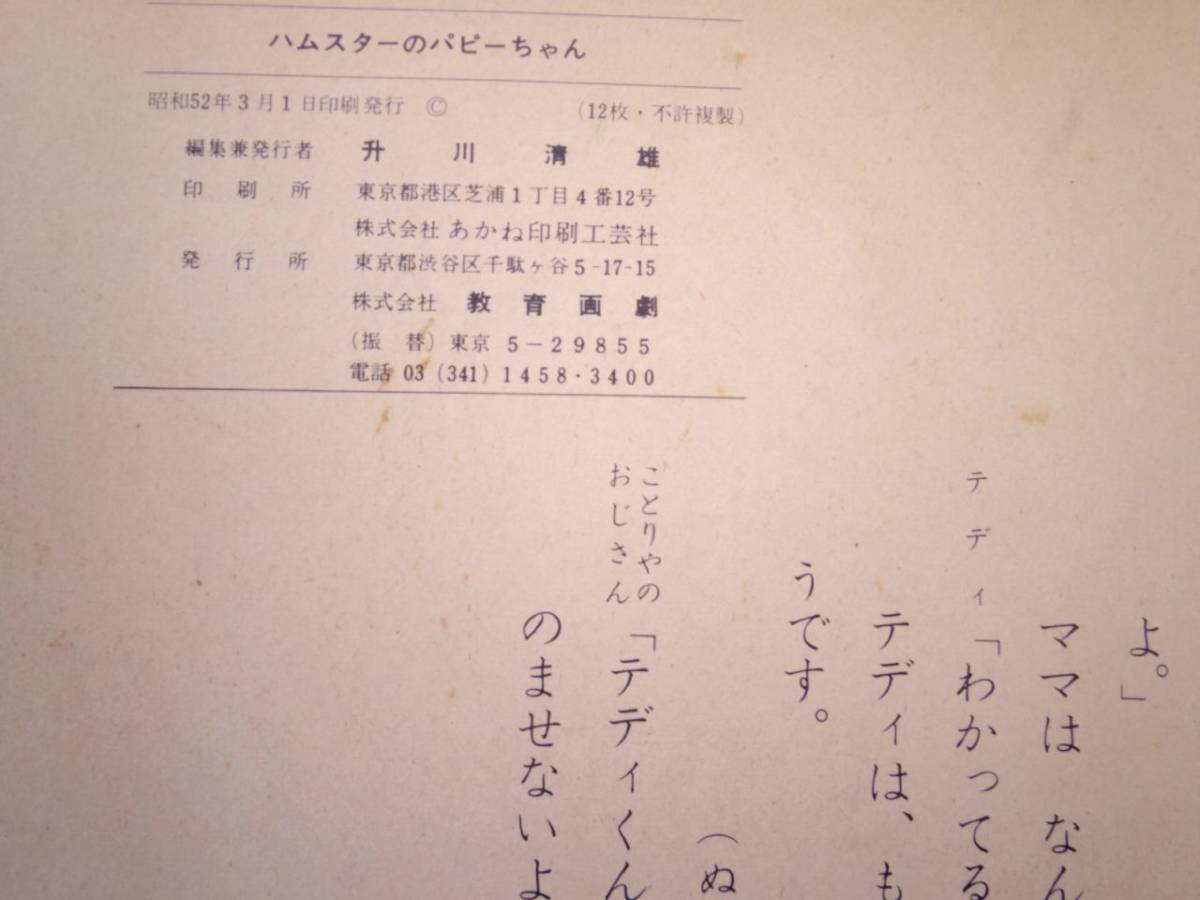 ハムスターのパピーちゃん
昭和52年3月1日印刷発行 © (12枚・不許複製)
編集兼発行者 升川清雄
印刷所 東京都港区芝浦1丁目4番12号
株式会社 あかね印刷工芸社
発行所 東京都渋谷区千駄ヶ谷5-17-15
株式会社 教育画劇
(振替) 東京 5-29855
電話 03 (341) 1458・3400
よ。」
ママは なん
テディ「わかってる
テディは、も
うです。
(ぬ
ことりやの
おじさん
「テディくん
のませないよ